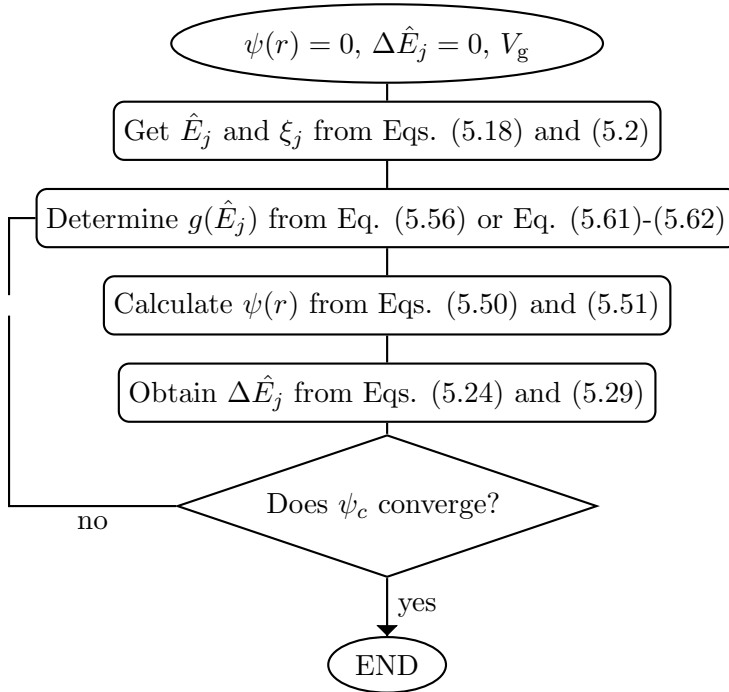 ψ(r) = 0, ΔÊ_j = 0, V_g
Get Ê_j and ξ_j from Eqs. (5.18) and (5.2)
Determine g(Ê_j) from Eq. (5.56) or Eq. (5.61)-(5.62)
Calculate ψ(r) from Eqs. (5.50) and (5.51)
Obtain ΔÊ_j from Eqs. (5.24) and (5.29)
Does ψ_c converge?
no
yes
END